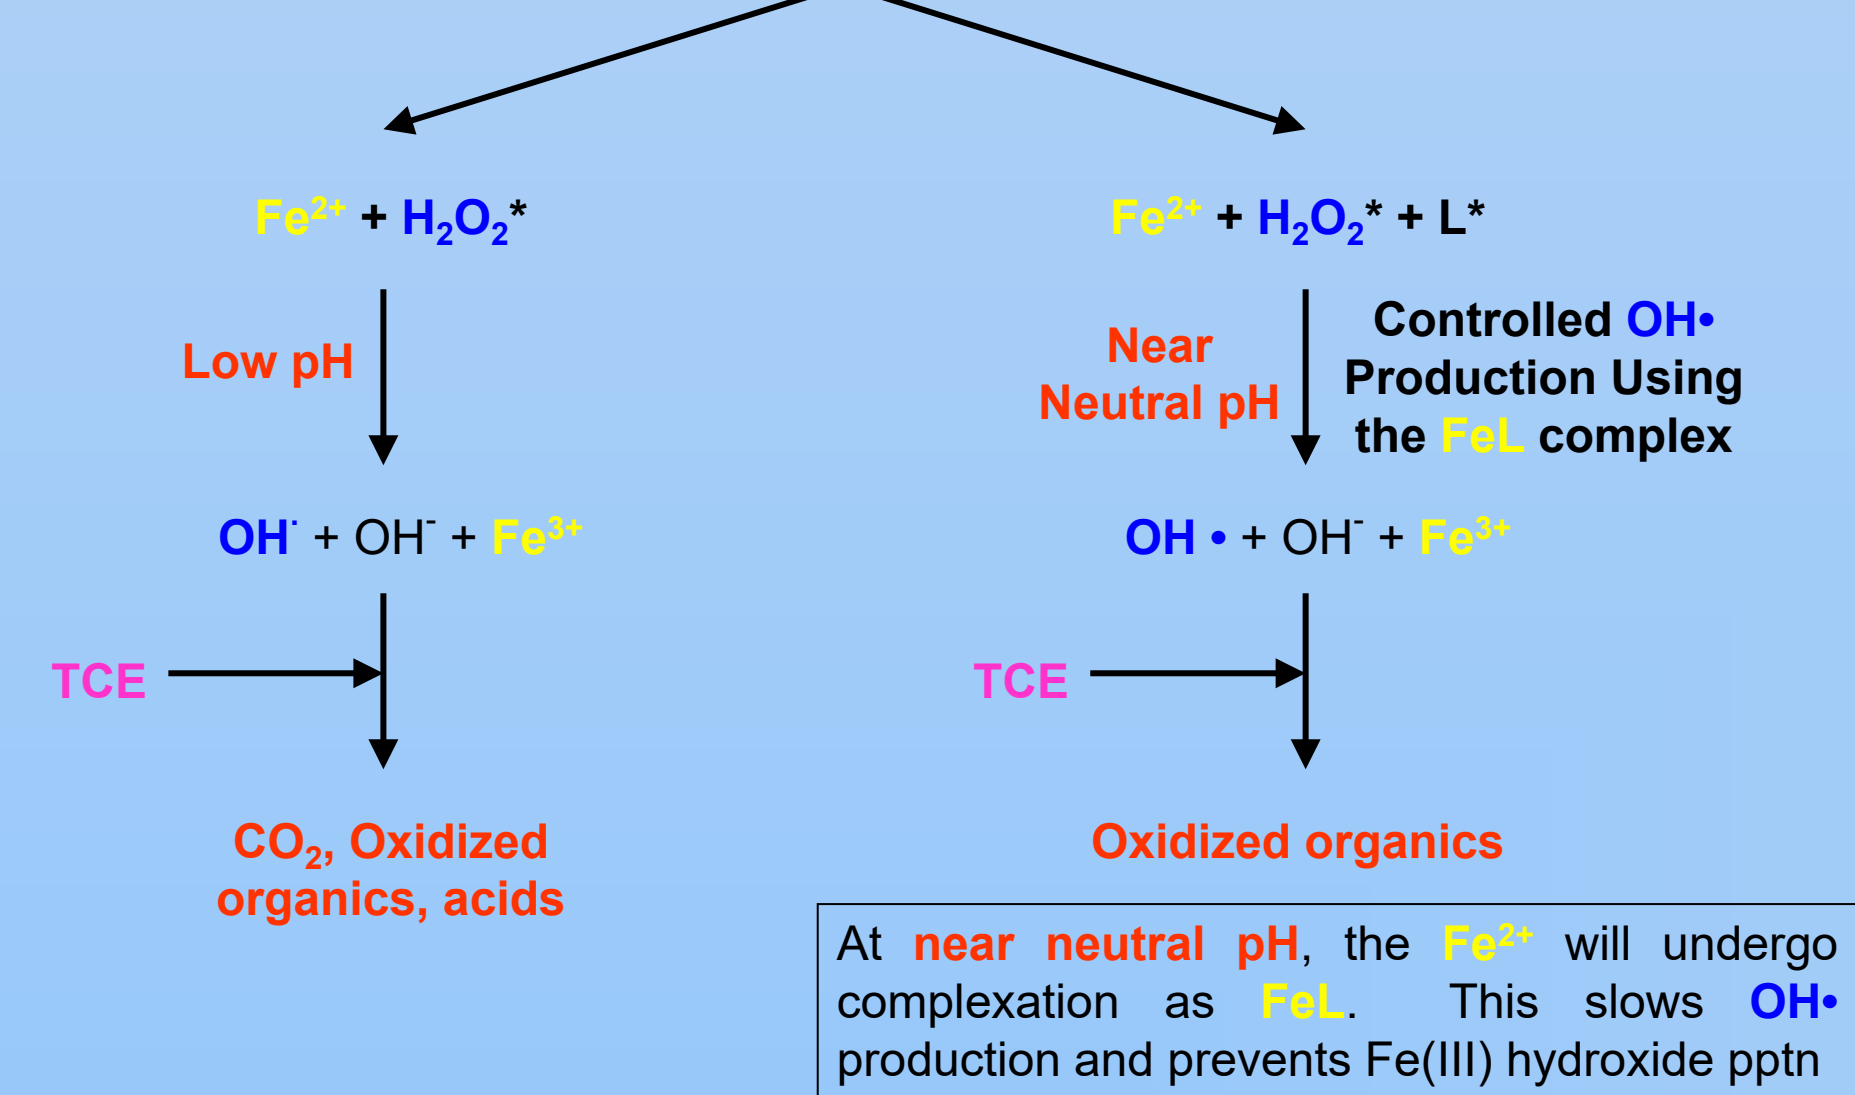 Fe²⁺ + H₂O₂*
Low pH
OH˙ + OH⁻ + Fe³⁺
TCE
CO₂, Oxidized
organics, acids
Fe²⁺ + H₂O₂* + L*
Near
Neutral pH
Controlled OH•
Production Using
the FeL complex
OH • + OH⁻ + Fe³⁺
TCE
Oxidized organics
At near neutral pH, the Fe²⁺ will undergo
complexation as FeL. This slows OH•
production and prevents Fe(III) hydroxide pptn